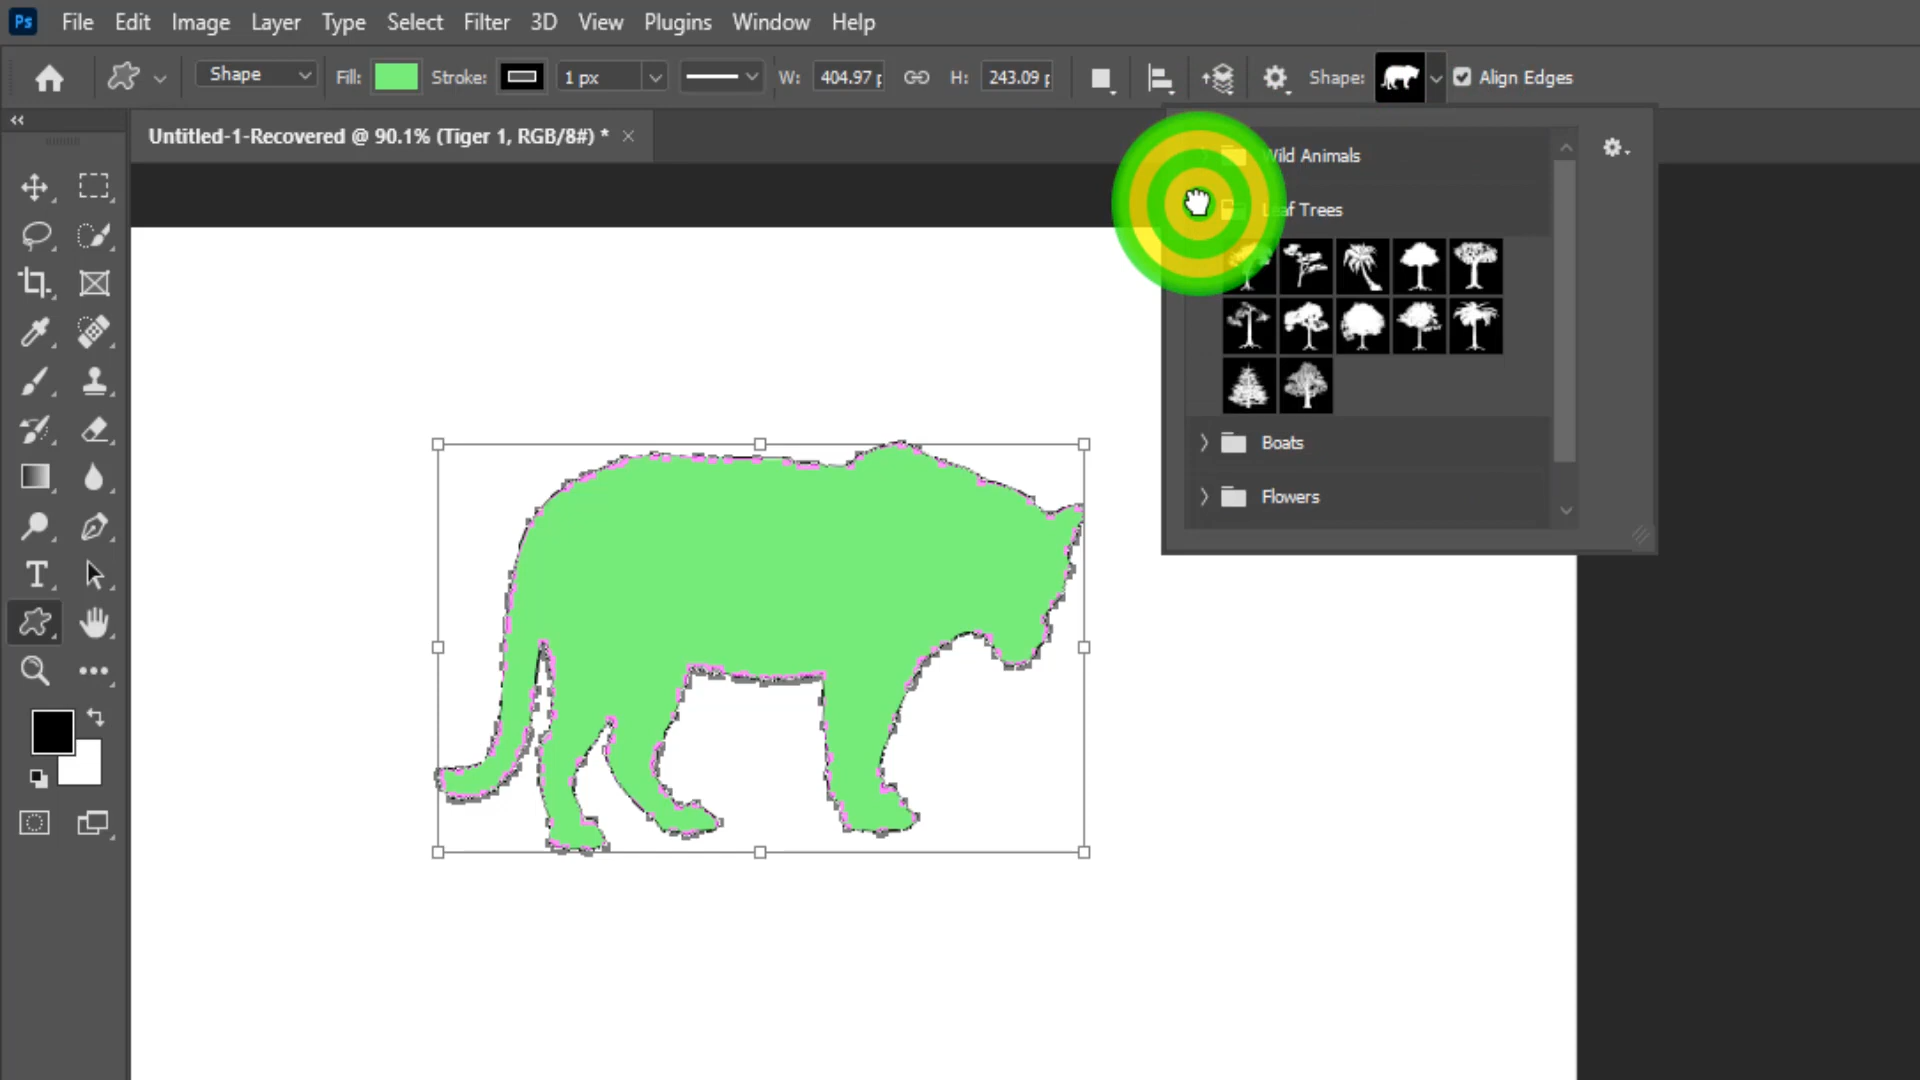 Ps File Edit Image Layer Type Select Filter 3D View Plugins Window Help
Shape Fill: Stroke: 1 px W: 404.97 p H: 243.09 p Shape: Align Edges
Untitled-1-Recovered @ 90.1% (Tiger 1, RGB/8#) * ×
Wild Animals
Leaf Trees
Boats
Flowers
T